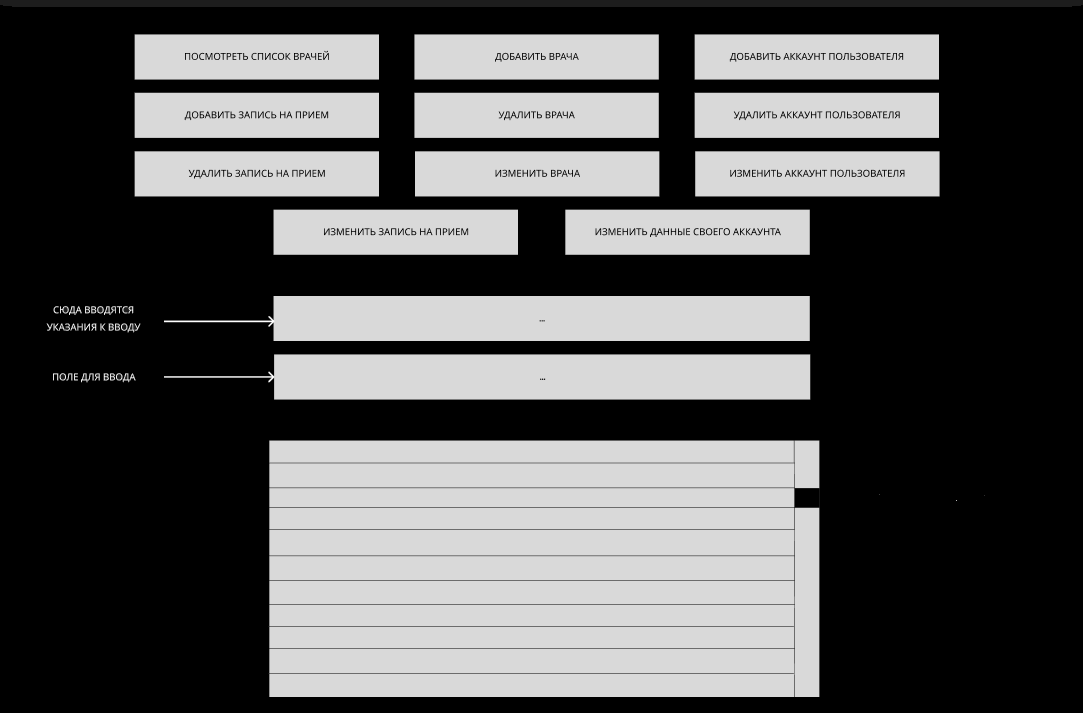 ПОСМОТРЕТЬ СПИСОК ВРАЧЕЙ
ДОБАВИТЬ ВРАЧА
ДОБАВИТЬ АККАУНТ ПОЛЬЗОВАТЕЛЯ
ДОБАВИТЬ ЗАПИСЬ НА ПРИЕМ
УДАЛИТЬ ВРАЧА
УДАЛИТЬ АККАУНТ ПОЛЬЗОВАТЕЛЯ
УДАЛИТЬ ЗАПИСЬ НА ПРИЕМ
ИЗМЕНИТЬ ВРАЧА
ИЗМЕНИТЬ АККАУНТ ПОЛЬЗОВАТЕЛЯ
ИЗМЕНИТЬ ЗАПИСЬ НА ПРИЕМ
ИЗМЕНИТЬ ДАННЫЕ СВОЕГО АККАУНТА
СЮДА ВВОДЯТСЯ
УКАЗАНИЯ К ВВОДУ
...
ПОЛЕ ДЛЯ ВВОДА
...